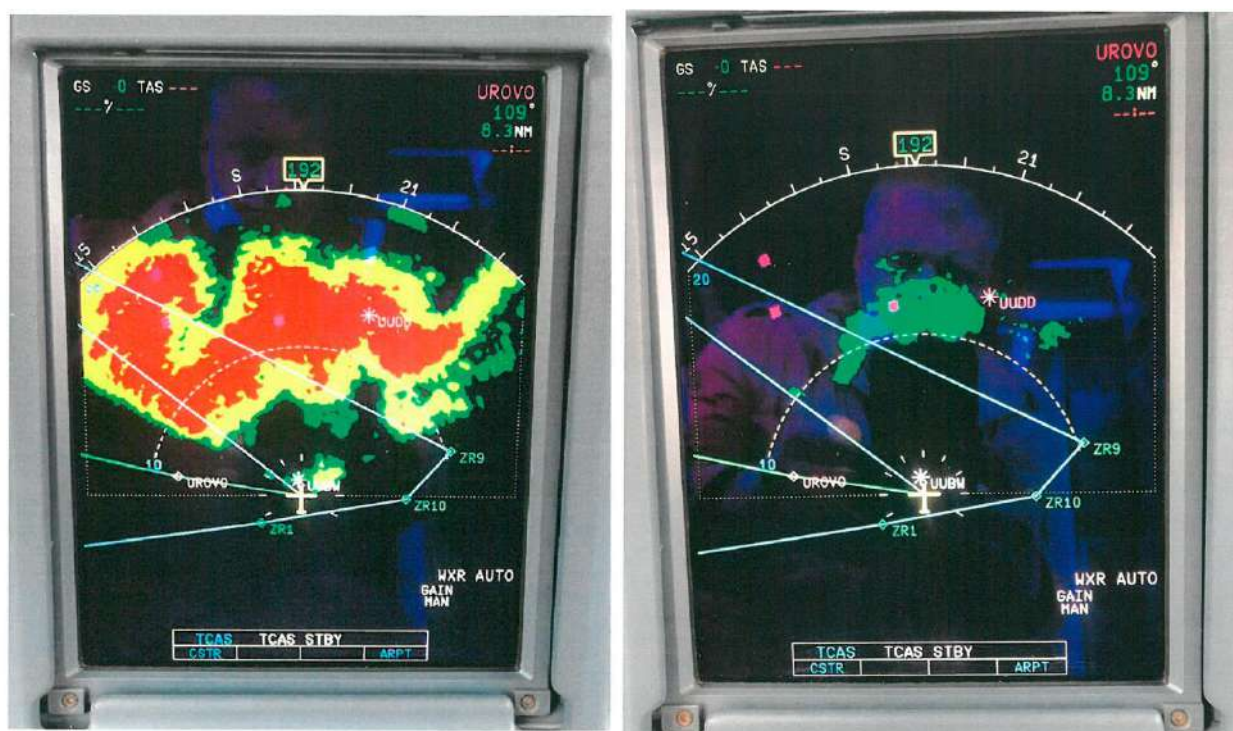 GS 0 TAS ---
---°/---
UROVO
109°
8.3NM
--:--
192
S
21
15
UUDD
10
UROVO
UUBW
ZR9
ZR10
ZR1
WXR AUTO
GAIN
MAN
TCAS TCAS STBY
CSTR ARPT
GS 0 TAS ---
---°/---
UROVO
109°
8.3NM
--:--
192
S
21
15
20
UUDD
10
UROVO
UUBW
ZR9
ZR10
ZR1
WXR AUTO
GAIN
MAN
TCAS TCAS STBY
CSTR ARPT